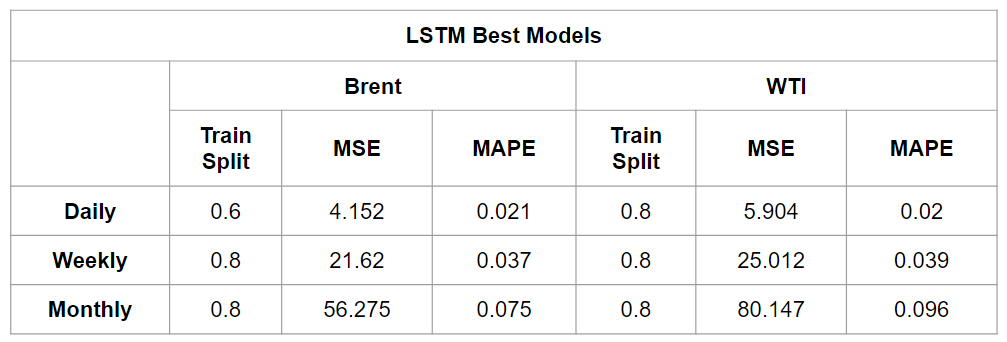 LSTM Best Models
Brent WTI
Train Split MSE MAPE Train Split MSE MAPE
Daily 0.6 4.152 0.021 0.8 5.904 0.02
Weekly 0.8 21.62 0.037 0.8 25.012 0.039
Monthly 0.8 56.275 0.075 0.8 80.147 0.096